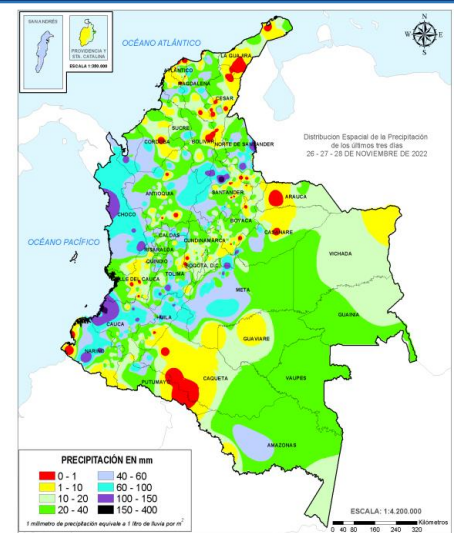 SAN ANDRÉS
PROVIDENCIA Y
STA. CATALINA
ESCALA 1:380.000
OCÉANO ATLÁNTICO
N
W
E
S
LA GUAJIRA
ATLÁNTICO
MAGDALENA
CESAR
Distribucion Espacial de la Precipitación
de los últimos tres días
26 - 27 - 28 DE NOVIEMBRE DE 2022
SUCRE
CORDOBA
BOLIVAR
NORTE DE SANTANDER
ANTIOQUIA
SANTANDER
ARAUCA
CHOCO
BOYACA
CASANARE
OCÉANO PACÍFICO
CALDAS
CUNDINAMARCA
RISARALDA
VICHADA
QUINDIO
BOGOTA. D.C.
TOLIMA
VALLE DEL CAUCA
META
GUAINIA
CAUCA
HUILA
GUAVIARE
NARIÑO
CAQUETA
VAUPES
PUTUMAYO
AMAZONAS
PRECIPITACIÓN EN mm
0 - 1
40 - 60
1 - 10
60 - 100
10 - 20
100 - 150
20 - 40
150 - 400
1 milímetro de precipitación equivale a 1 litro de lluvia por m²
ESCALA: 1:4.200.000
0 40 80 160 240 320
Kilómetros